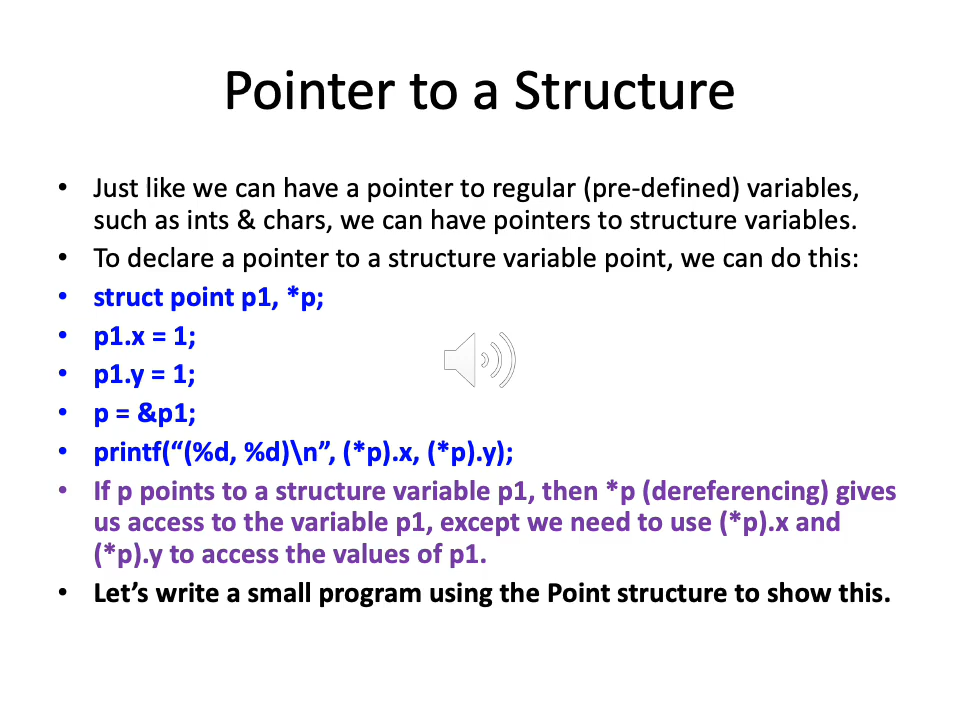 Pointer to a Structure
• Just like we can have a pointer to regular (pre-defined) variables,
such as ints & chars, we can have pointers to structure variables.
• To declare a pointer to a structure variable point, we can do this:
• struct point p1, *p;
• p1.x = 1;
• p1.y = 1;
• p = &p1;
• printf(“(%d, %d)\n”, (*p).x, (*p).y);
• If p points to a structure variable p1, then *p (dereferencing) gives
us access to the variable p1, except we need to use (*p).x and
(*p).y to access the values of p1.
• Let’s write a small program using the Point structure to show this.